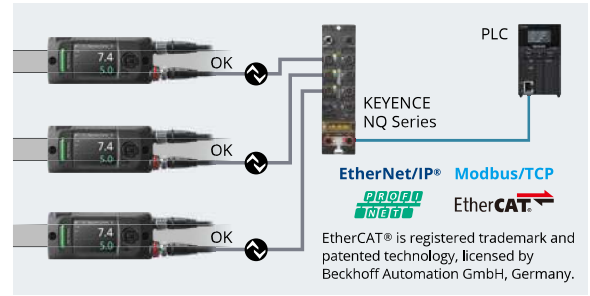 7.4
5.0
OK
7.4
5.0
OK
7.4
5.0
OK
KEYENCE
NQ Series
PLC
EtherNet/IP® Modbus/TCP
PROFI
NET
EtherCAT®
EtherCAT® is registered trademark and
patented technology, licensed by
Beckhoff Automation GmbH, Germany.